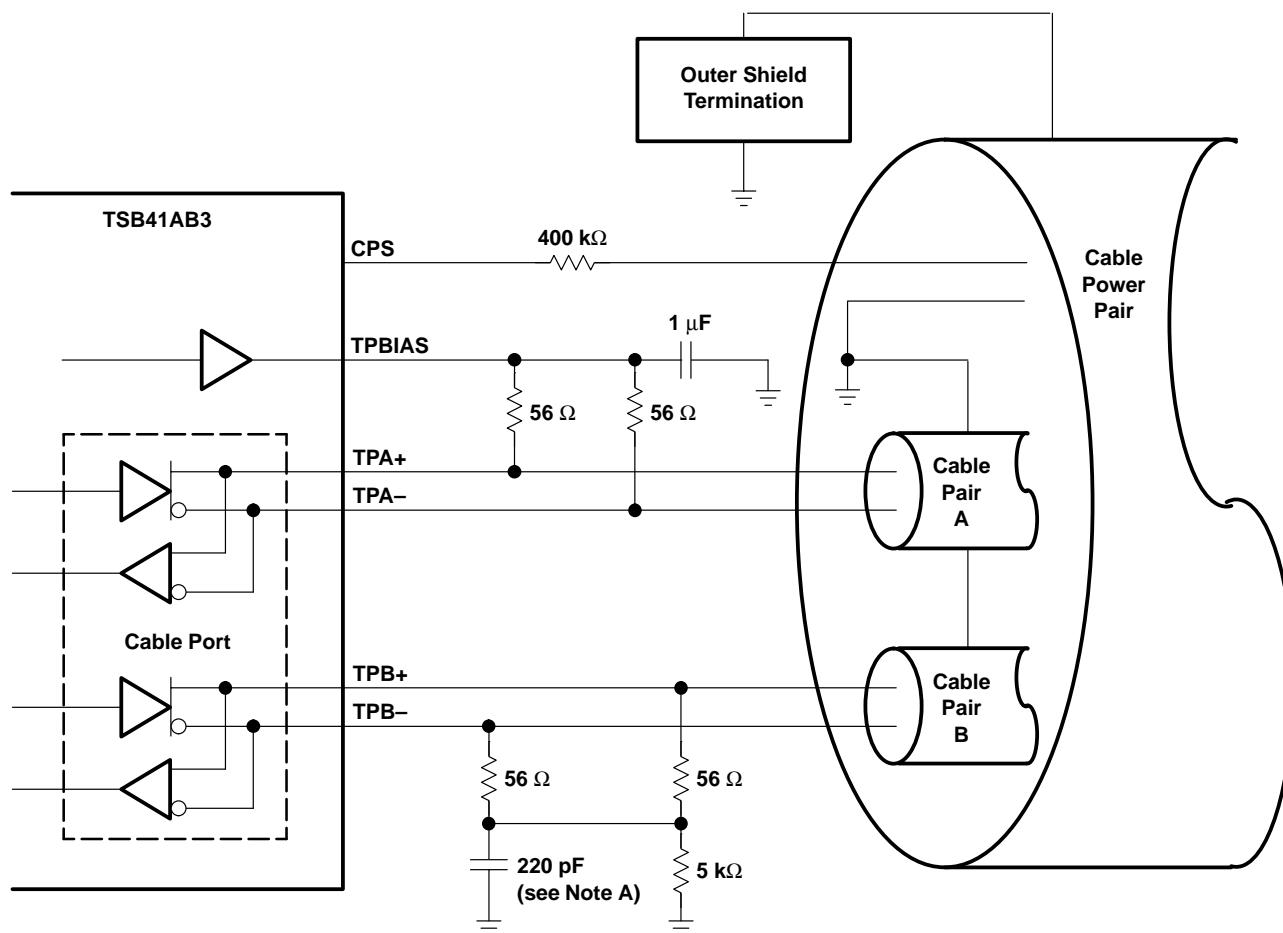 Outer Shield
Termination
TSB41AB3
CPS
400 kΩ
Cable
Power
Pair
TPBIAS
1 μF
56 Ω
56 Ω
TPA+
TPA–
Cable
Pair
A
Cable Port
TPB+
TPB–
Cable
Pair
B
56 Ω
56 Ω
220 pF
(see Note A)
5 kΩ